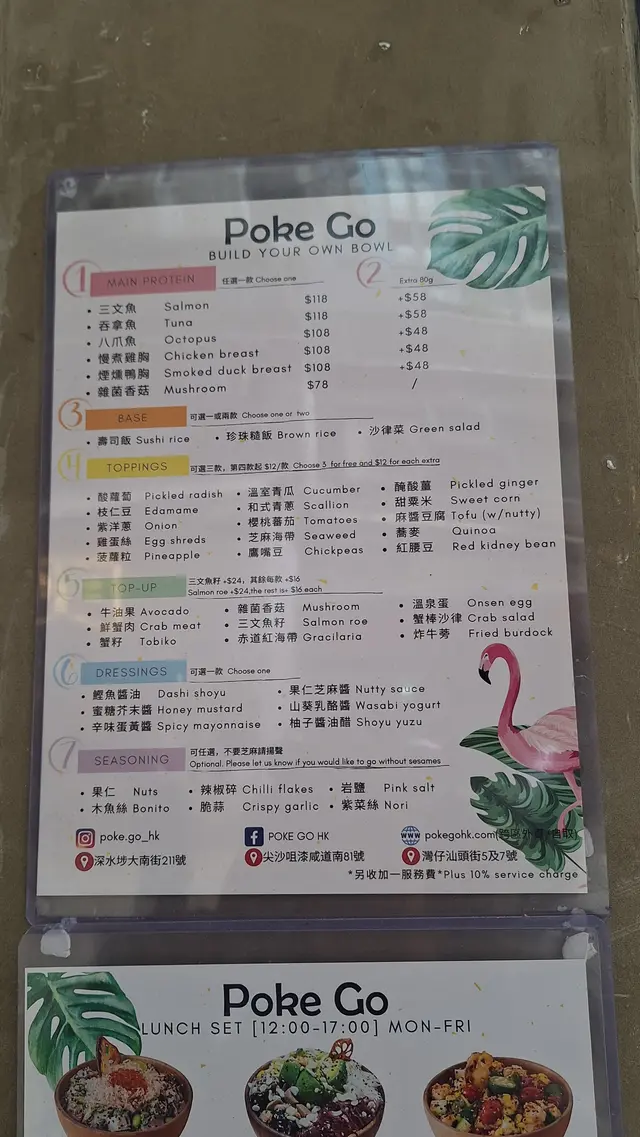 Poke Go
BUILD YOUR OWN BOWL
1 MAIN PROTEIN 任選一款 Choose one 2 Extra 80g
• 三文魚 Salmon $118 +$58
• 吞拿魚 Tuna $118 +$58
• 八爪魚 Octopus $108 +$48
• 慢煮雞胸 Chicken breast $108 +$48
• 煙燻鴨胸 Smoked duck breast $108 +$48
• 雜菌香菇 Mushroom $78 /
3 BASE 可選一或兩款 Choose one or two
• 壽司飯 Sushi rice • 珍珠糙飯 Brown rice • 沙律菜 Green salad
4 TOPPINGS 可選三款，第四款起 $12/款 Choose 3 for free and $12 for each extra
• 酸蘿蔔 Pickled radish • 溫室青瓜 Cucumber • 醃酸薑 Pickled ginger
• 枝仁豆 Edamame • 和式青蔥 Scallion • 甜粟米 Sweet corn
• 紫洋蔥 Onion • 櫻桃蕃茄 Tomatoes • 麻醬豆腐 Tofu (w/nutty)
• 雞蛋絲 Egg shreds • 芝麻海帶 Seaweed • 蕎麥 Quinoa
• 菠蘿粒 Pineapple • 鷹嘴豆 Chickpeas • 紅腰豆 Red kidney bean
5 TOP-UP 三文魚籽 +$24，其餘每款 +$16
Salmon roe +$24,the rest is+ $16 each
• 牛油果 Avocado • 雜菌香菇 Mushroom • 溫泉蛋 Onsen egg
• 鮮蟹肉 Crab meat • 三文魚籽 Salmon roe • 蟹棒沙律 Crab salad
• 蟹籽 Tobiko • 赤道紅海帶 Gracilaria • 炸牛蒡 Fried burdock
6 DRESSINGS 可選一款 Choose one
• 鰹魚醬油 Dashi shoyu • 果仁芝麻醬 Nutty sauce
• 蜜糖芥末醬 Honey mustard • 山葵乳酪醬 Wasabi yogurt
• 辛味蛋黃醬 Spicy mayonnaise • 柚子醬油醋 Shoyu yuzu
7 SEASONING 可任選，不要芝麻請揚聲
Optional. Please let us know if you would like to go without sesames
• 果仁 Nuts • 辣椒碎 Chilli flakes • 岩鹽 Pink salt
• 木魚絲 Bonito • 脆蒜 Crispy garlic • 紫菜絲 Nori
poke.go_hk POKE GO HK pokegohk.com
深水埗大南街211號 尖沙咀漆咸道南81號 灣仔汕頭街5及7號
*另收加一服務費*Plus 10% service charge
Poke Go
LUNCH SET [12:00-17:00] MON-FRI